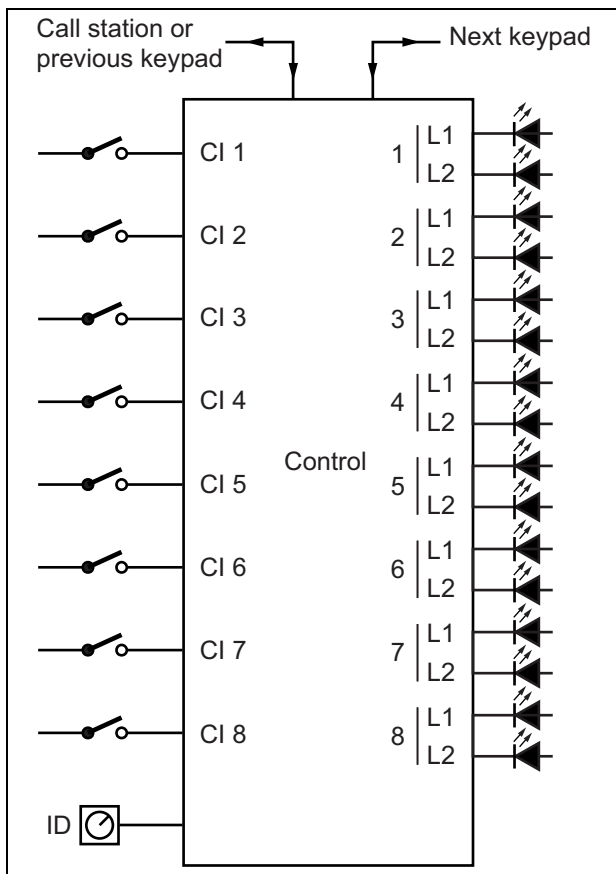 Call station or
previous keypad
Next keypad
CI 1
CI 2
CI 3
CI 4
CI 5
CI 6
CI 7
CI 8
ID
Control
1 L1
L2
2 L1
L2
3 L1
L2
4 L1
L2
5 L1
L2
6 L1
L2
7 L1
L2
8 L1
L2